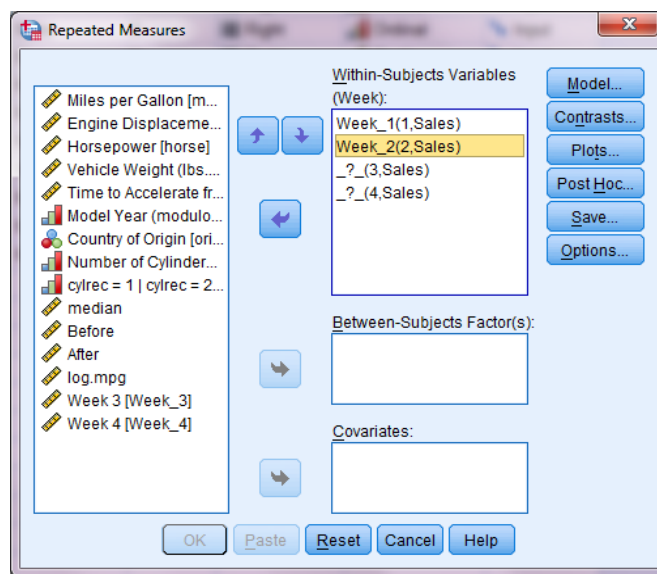 Repeated Measures
Right Ordinal Input
Miles per Gallon [m...
Engine Displaceme...
Horsepower [horse]
Vehicle Weight (lbs....
Time to Accelerate fr...
Model Year (modulo...
Country of Origin [ori...
Number of Cylinder...
cylrec = 1 | cylrec = 2...
median
Before
After
log.mpg
Week 3 [Week_3]
Week 4 [Week_4]
Within-Subjects Variables
(Week):
Week_1(1,Sales)
Week_2(2,Sales)
_?_(3,Sales)
_?_(4,Sales)
Between-Subjects Factor(s):
Covariates:
Model...
Contrasts...
Plots...
Post Hoc...
Save...
Options...
OK Paste Reset Cancel Help